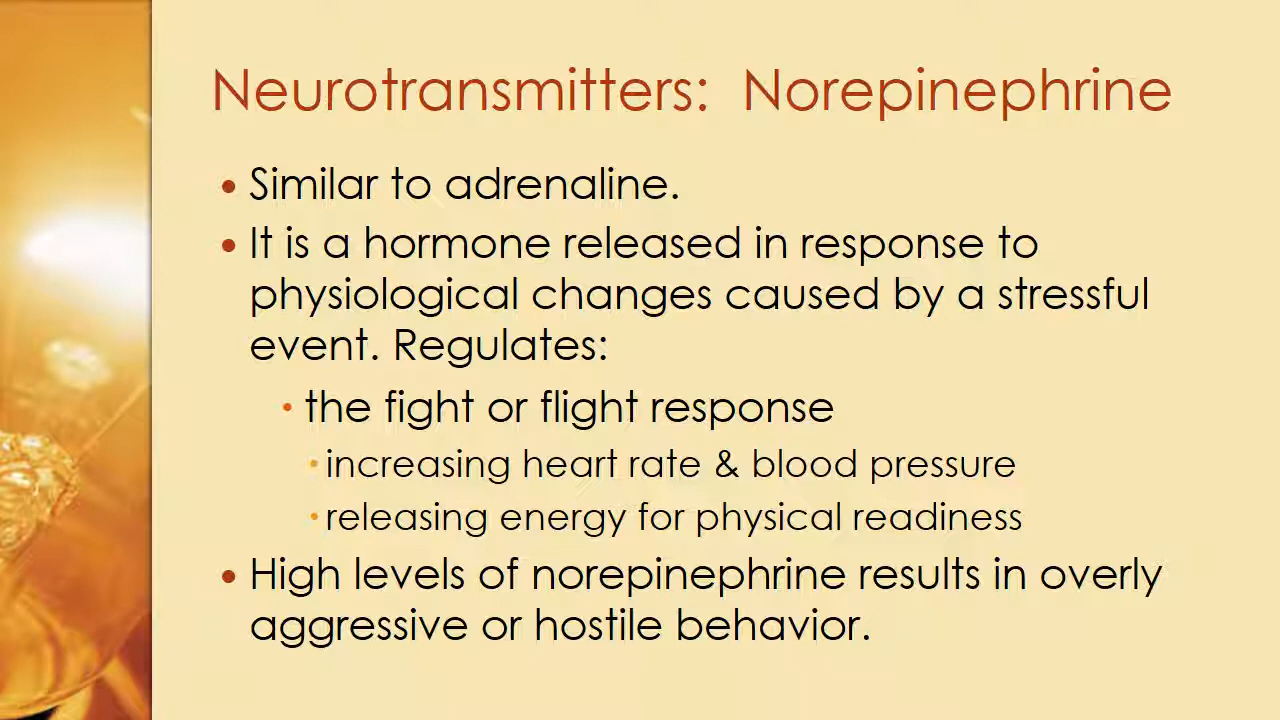 Neurotransmitters: Norepinephrine
• Similar to adrenaline.
• It is a hormone released in response to
physiological changes caused by a stressful
event. Regulates:
• the fight or flight response
• increasing heart rate & blood pressure
• releasing energy for physical readiness
• High levels of norepinephrine results in overly
aggressive or hostile behavior.